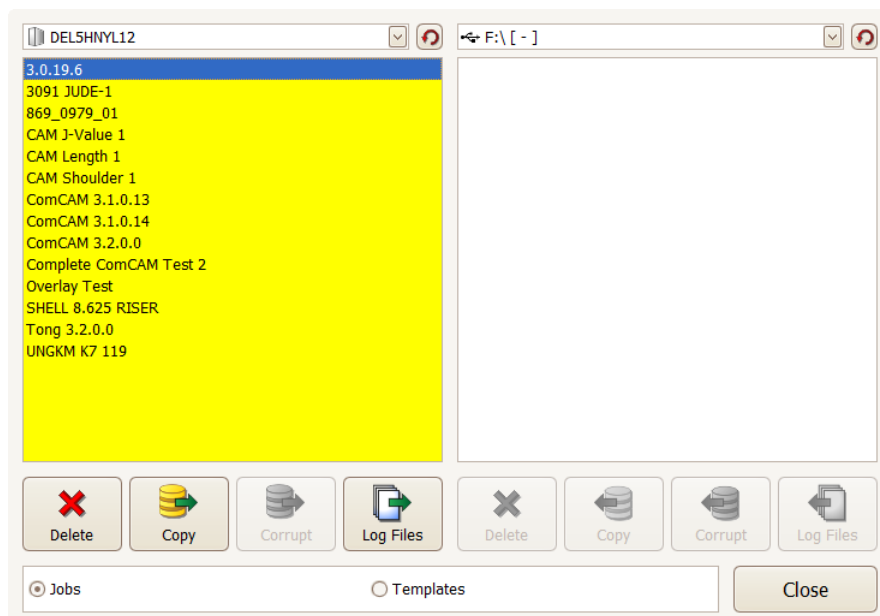 DEL5HNYL12
F:\ [ - ]
3.0.19.6
3091 JUDE-1
869_0979_01
CAM J-Value 1
CAM Length 1
CAM Shoulder 1
ComCAM 3.1.0.13
ComCAM 3.1.0.14
ComCAM 3.2.0.0
Complete ComCAM Test 2
Overlay Test
SHELL 8.625 RISER
Tong 3.2.0.0
UNGKM K7 119
Delete
Copy
Corrupt
Log Files
Delete
Copy
Corrupt
Log Files
Jobs
Templates
Close